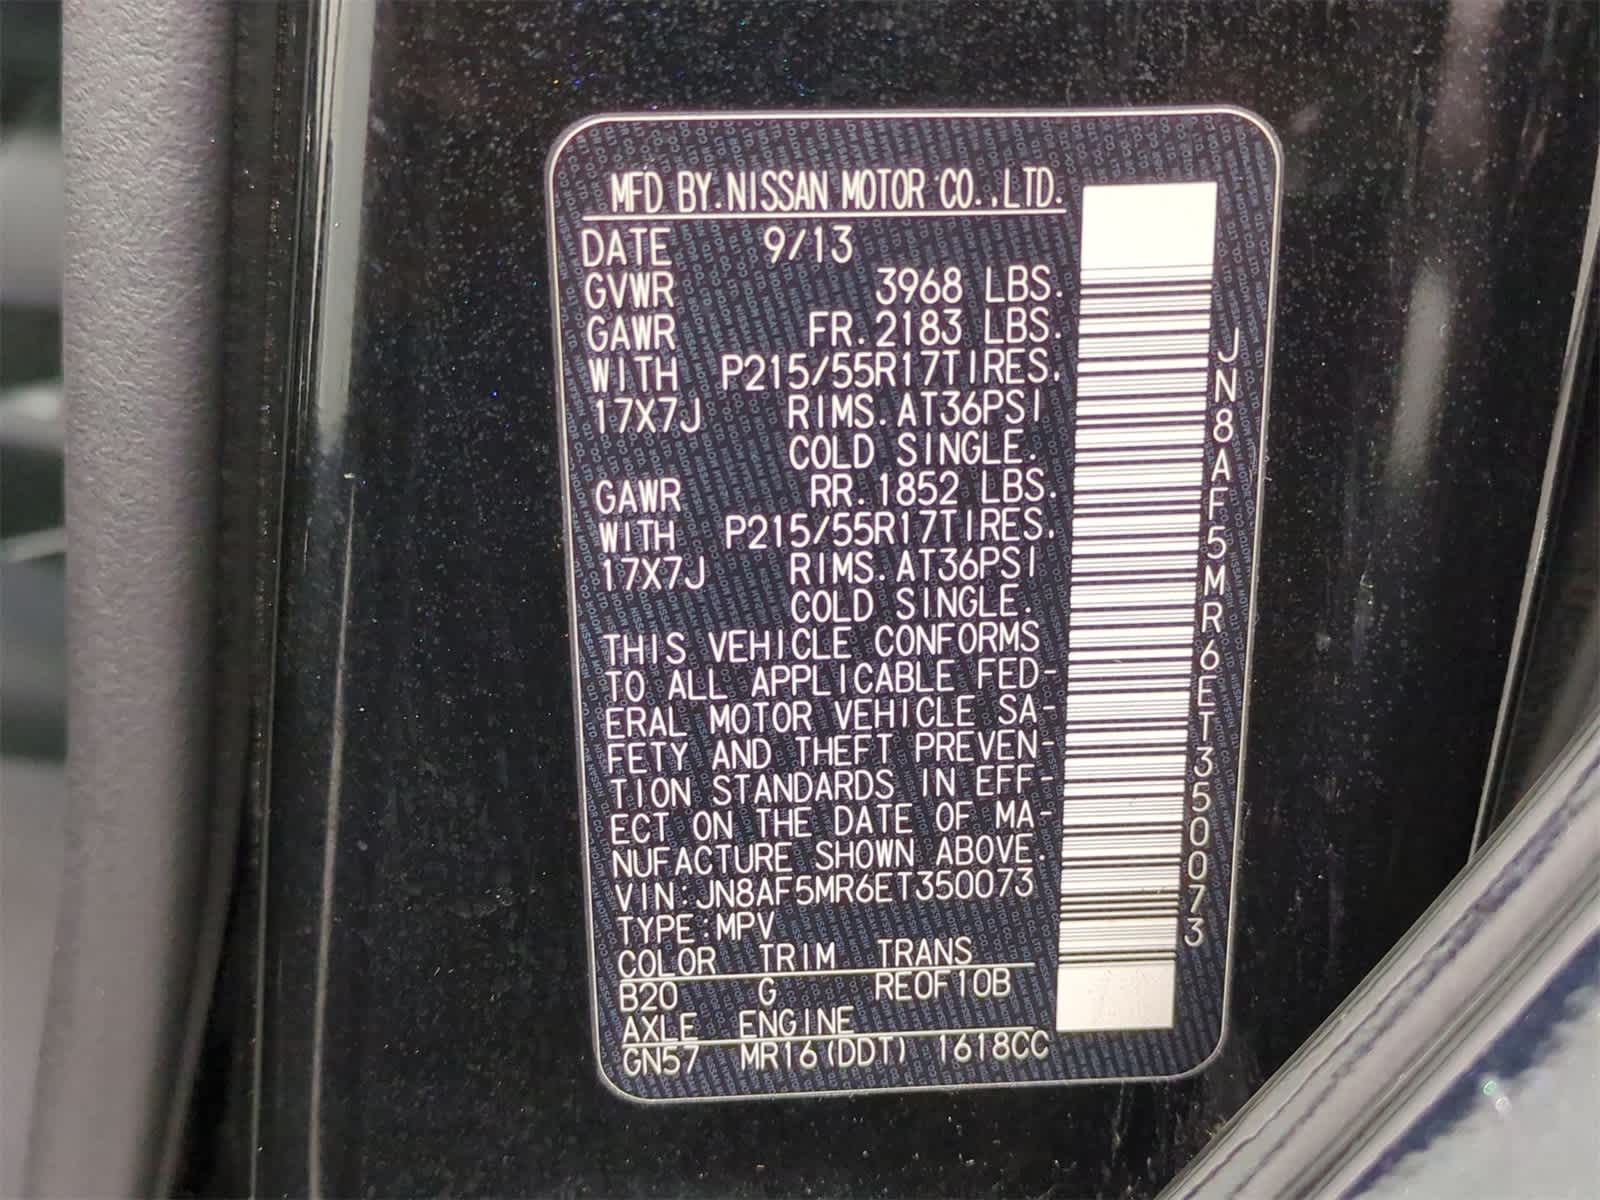 MFD BY.NISSAN MOTOR CO.,LTD.
DATE 9/13
GVWR 3968 LBS.
GAWR FR.2183 LBS.
WITH P215/55R17TIRES.
17X7J RIMS.AT36PSI
COLD SINGLE.
GAWR RR.1852 LBS.
WITH P215/55R17TIRES.
17X7J RIMS.AT36PSI
COLD SINGLE.
THIS VEHICLE CONFORMS
TO ALL APPLICABLE FED-
ERAL MOTOR VEHICLE SA-
FETY AND THEFT PREVEN-
TION STANDARDS IN EFF-
ECT ON THE DATE OF MA-
NUFACTURE SHOWN ABOVE.
VIN:JN8AF5MR6ET350073
TYPE:MPV
COLOR TRIM TRANS
B20 G RE0F10B
AXLE ENGINE
GN57 MR16(DDT) 1618CC
JN8AF5MR6ET350073